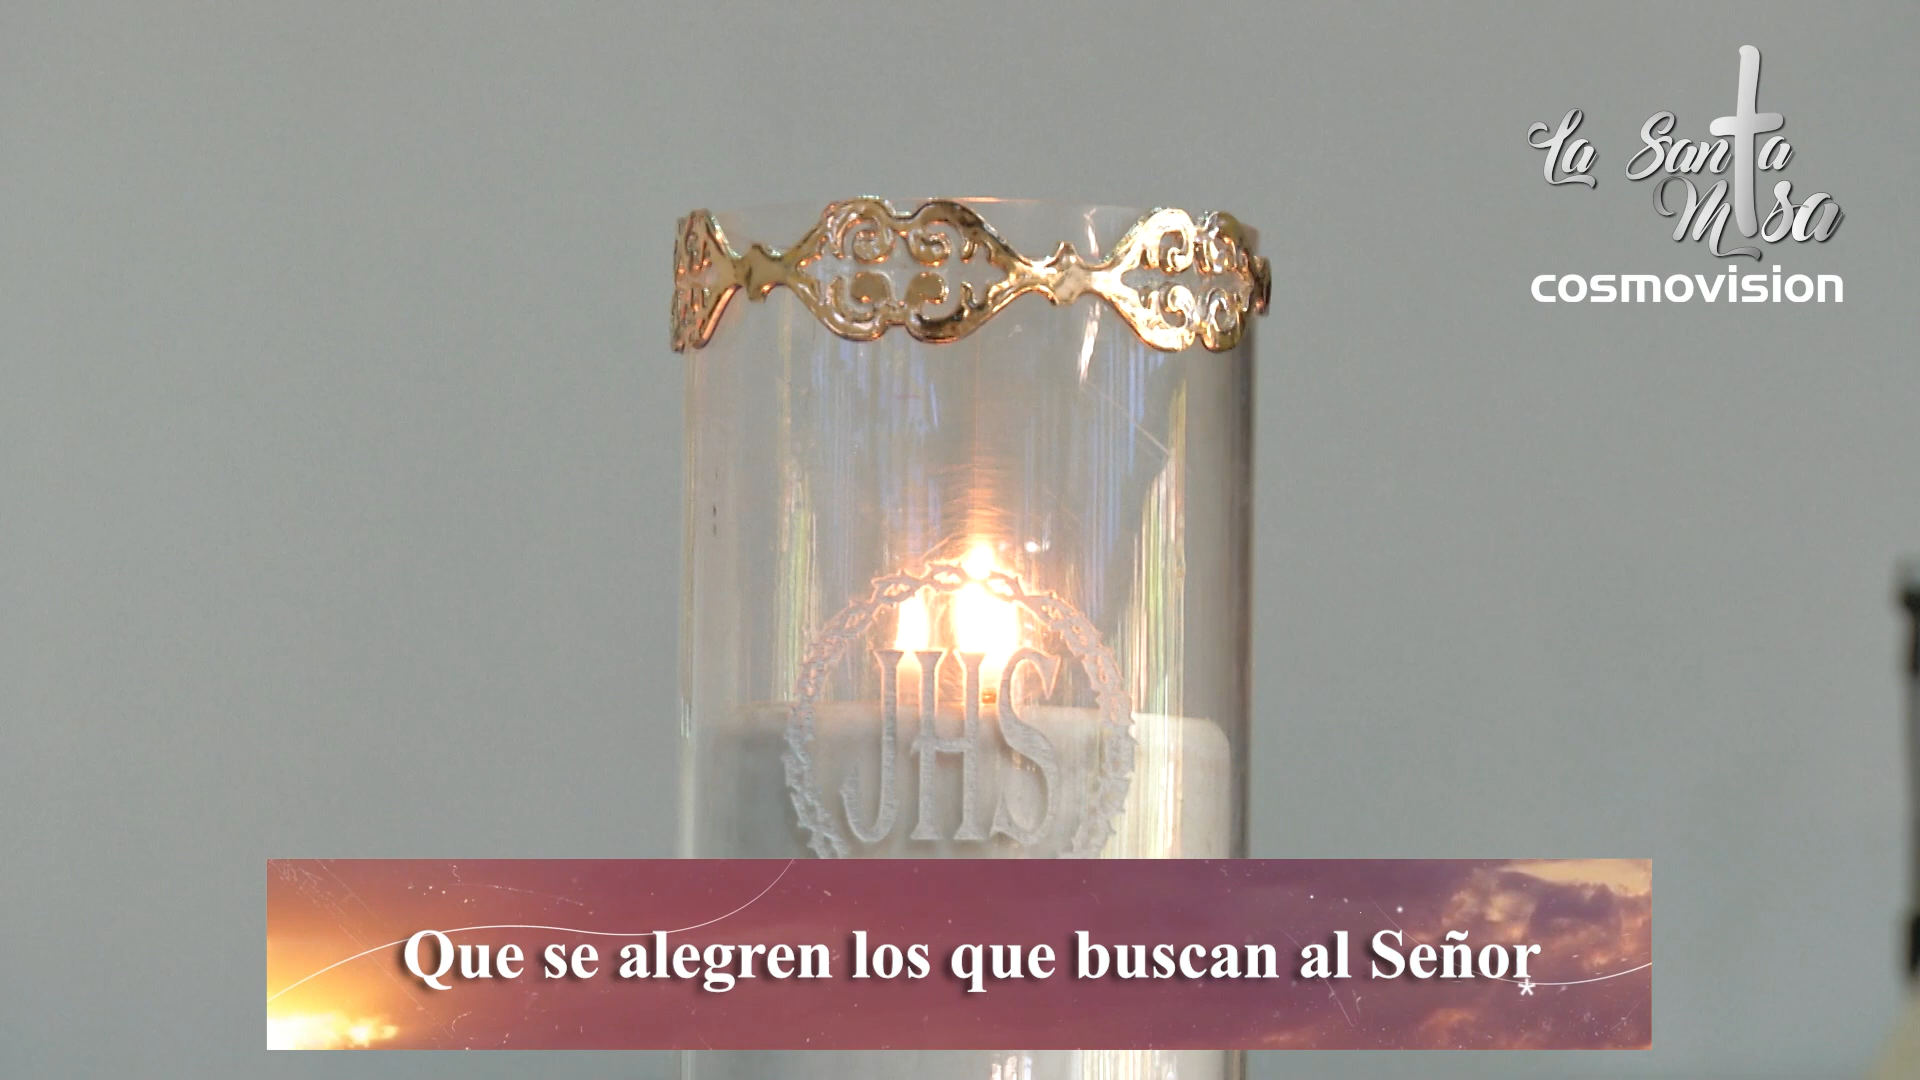 La Santa
Misa
cosmovision
JHS
Que se alegren los que buscan al Señor
*